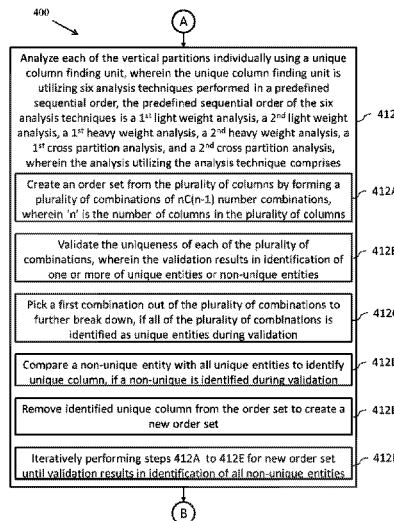 400
A
Analyze each of the vertical partitions individually using a unique
column finding unit, wherein the unique column finding unit is
utilizing six analysis techniques performed in a predefined
sequential order, the predefined sequential order of the six
analysis techniques is a 1st light weight analysis, a 2nd light weight
analysis, a 1st heavy weight analysis, a 2nd heavy weight analysis, a
1st cross partition analysis, and a 2nd cross partition analysis,
wherein the analysis utilizing the analysis technique comprises
412
Create an order set from the plurality of columns by forming a
plurality of combinations of nC(n-1) number combinations,
wherein 'n' is the number of columns in the plurality of columns
412A
Validate the uniqueness of each of the plurality of
combinations, wherein the validation results in identification of
one or more of unique entities or non-unique entities
Pick a first combination out of the plurality of combinations to
further break down, if all of the plurality of combinations is
identified as unique entities during validation
Compare a non-unique entity with all unique entities to identify
unique column, if a non-unique is identified during validation
Remove identified unique column from the order set to create a
new order set
Iteratively performing steps 412A to 412E for new order set
until validation results in identification of all non-unique entities
B